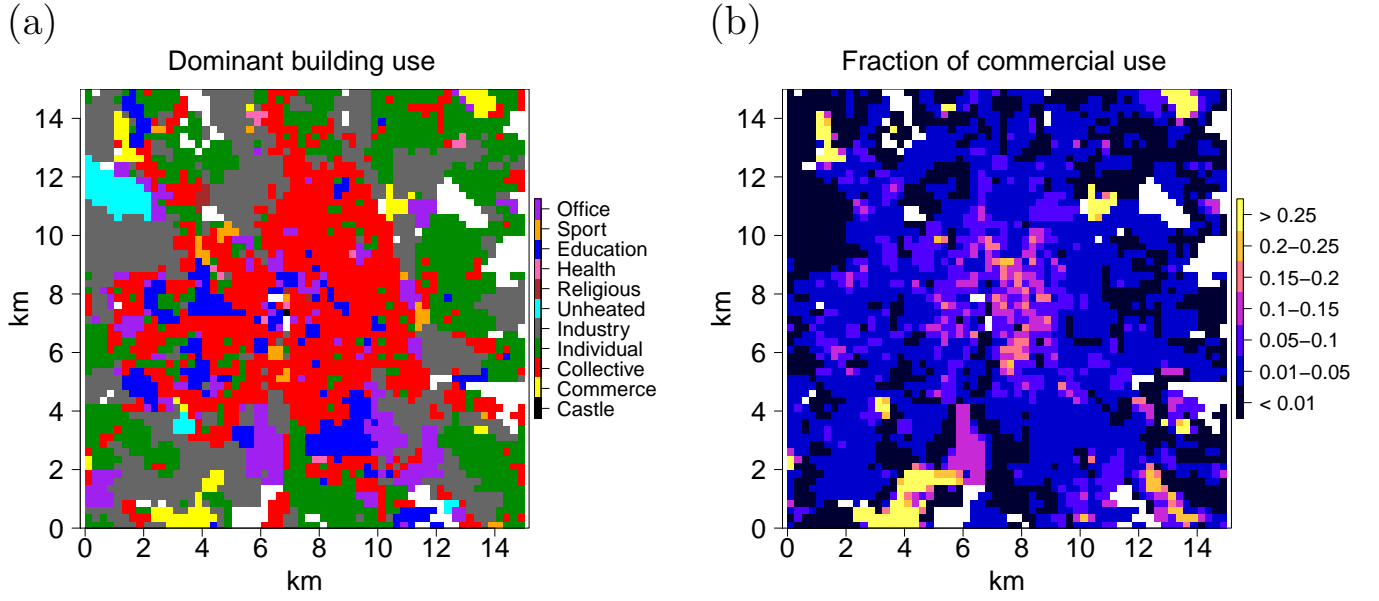 (a)
Dominant building use
14
12
10
8
6
4
2
0
km
0 2 4 6 8 10 12 14
km
Office
Sport
Education
Health
Religious
Unheated
Industry
Individual
Collective
Commerce
Castle
(b)
Fraction of commercial use
14
12
10
8
6
4
2
0
km
0 2 4 6 8 10 12 14
km
> 0.25
0.2−0.25
0.15−0.2
0.1−0.15
0.05−0.1
0.01−0.05
< 0.01